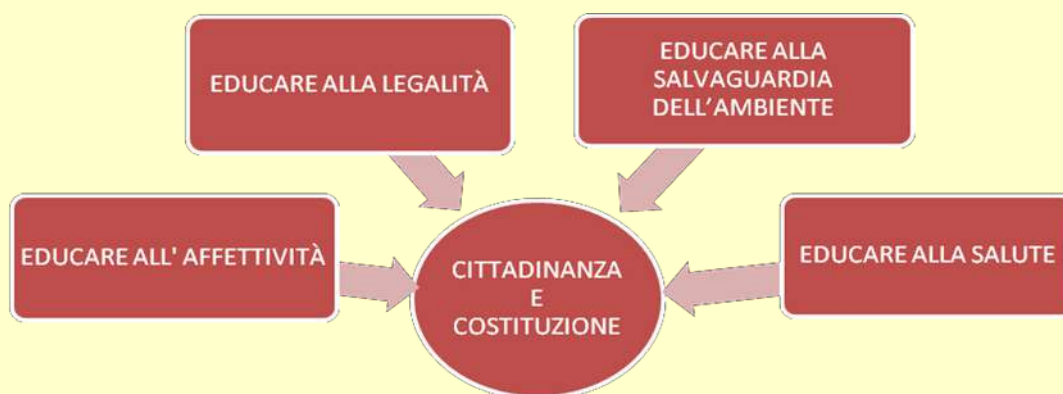 EDUCARE ALLA LEGALITÀ
EDUCARE ALLA
SALVAGUARDIA
DELL'AMBIENTE
EDUCARE ALL' AFFETTIVITÀ
CITTADINANZA
E
COSTITUZIONE
EDUCARE ALLA SALUTE